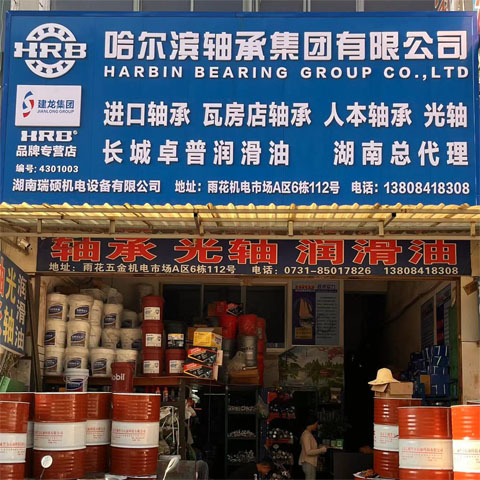 HRB
哈尔滨轴承集团有限公司
HARBIN BEARING GROUP CO.,LTD
建龙集团
JIANLONG GROUP
HRB
品牌专营店
编号: 4301003
进口轴承 瓦房店轴承 人本轴承 光轴
长城卓普润滑油 湖南总代理
湖南瑞硕机电设备有限公司 地址: 雨花机电市场A区6栋112号 电话: 13808418308
轴承 光轴 润滑油
地址: 雨花五金机电市场A区6栋112号 电话: 0731-85017826 13808418308
Mobil